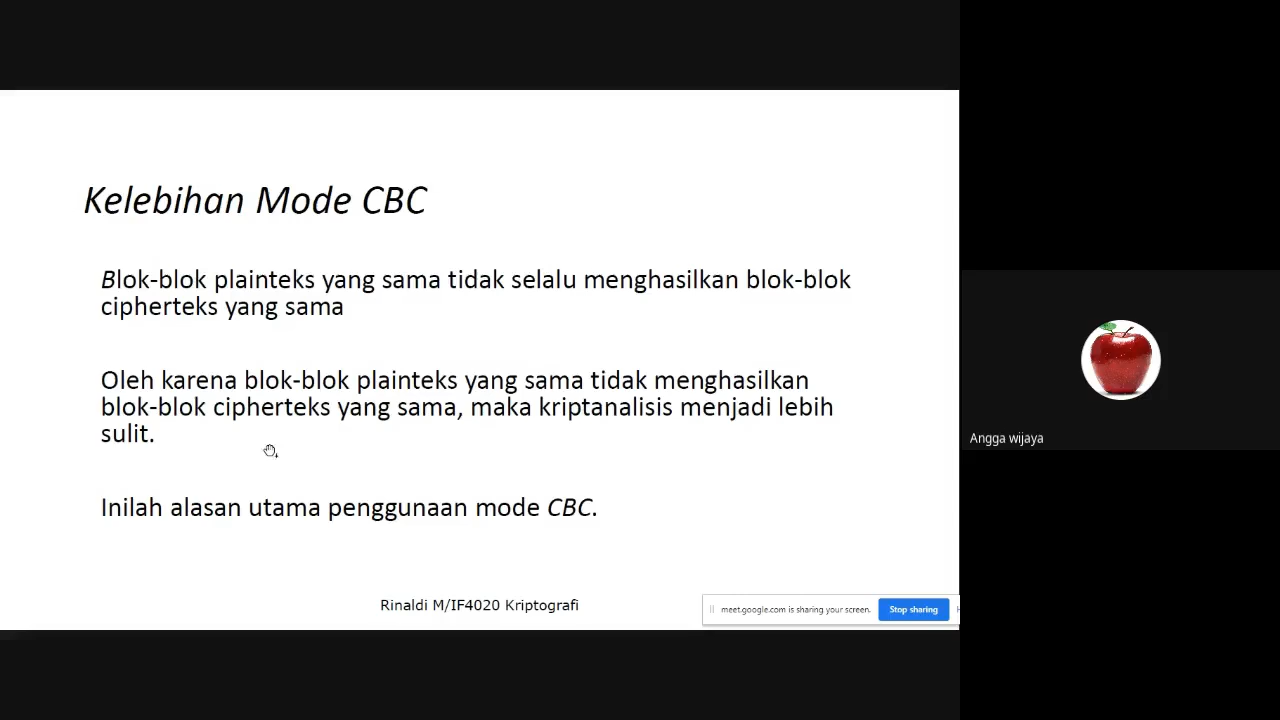 Kelebihan Mode CBC
Blok-blok plainteks yang sama tidak selalu menghasilkan blok-blok
cipherteks yang sama
Oleh karena blok-blok plainteks yang sama tidak menghasilkan
blok-blok cipherteks yang sama, maka kriptanalisis menjadi lebih
sulit.
Inilah alasan utama penggunaan mode CBC.
Rinaldi M/IF4020 Kriptografi
meet.google.com is sharing your screen.
Stop sharing
Angga wijaya